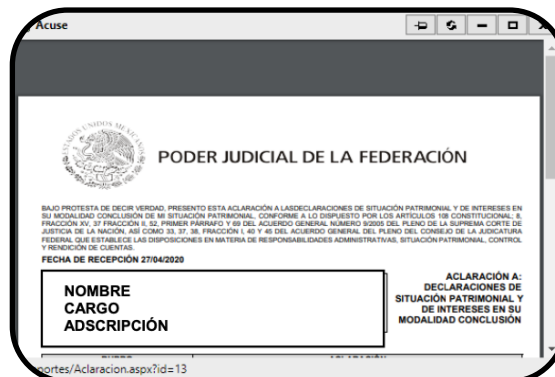 Acuse
ESTADOS UNIDOS MEXICANOS
PODER JUDICIAL DE LA FEDERACIÓN
BAJO PROTESTA DE DECIR VERDAD, PRESENTO ESTA ACLARACIÓN A LASDECLARACIONES DE SITUACIÓN PATRIMONIAL Y DE INTERESES EN
SU MODALIDAD CONCLUSIÓN DE MI SITUACIÓN PATRIMONIAL, CONFORME A LO DISPUESTO POR LOS ARTÍCULOS 108 CONSTITUCIONAL; 8,
FRACCIÓN XV, 37 FRACCIÓN II, 52, PRIMER PÁRRAFO Y 69 DEL ACUERDO GENERAL NÚMERO 9/2005 DEL PLENO DE LA SUPREMA CORTE DE
JUSTICIA DE LA NACIÓN, ASÍ COMO 33, 37, 38, FRACCIÓN I, 40 Y 45 DEL ACUERDO GENERAL DEL PLENO DEL CONSEJO DE LA JUDICATURA
FEDERAL QUE ESTABLECE LAS DISPOSICIONES EN MATERIA DE RESPONSABILIDADES ADMINISTRATIVAS, SITUACIÓN PATRIMONIAL, CONTROL
Y RENDICIÓN DE CUENTAS.
FECHA DE RECEPCIÓN 27/04/2020
NOMBRE
CARGO
ADSCRIPCIÓN
ACLARACIÓN A:
DECLARACIONES DE
SITUACIÓN PATRIMONIAL Y
DE INTERESES EN SU
MODALIDAD CONCLUSIÓN
portes/Aclaracion.aspx?id=13